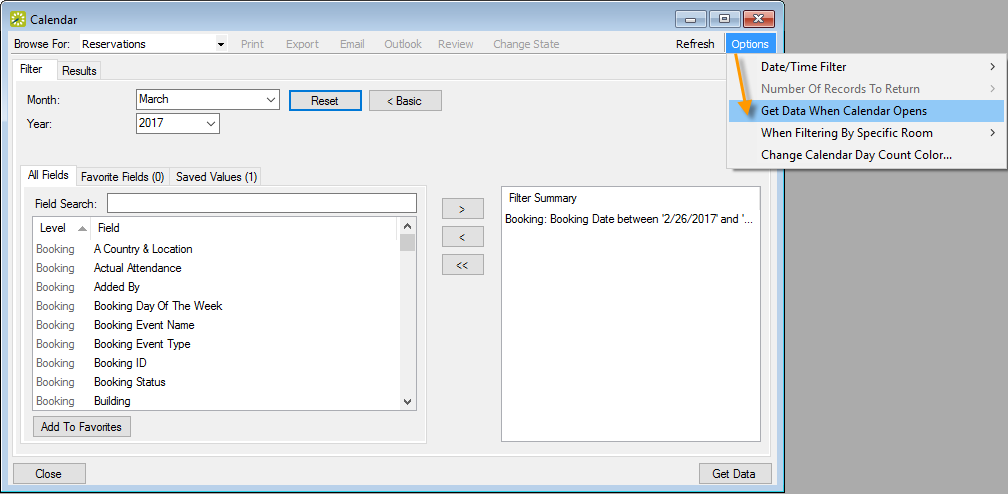 Calendar
Browse For: Reservations Print Export Email Outlook Review Change State Refresh Options
Filter Results
Date/Time Filter
Number Of Records To Return
Get Data When Calendar Opens
When Filtering By Specific Room
Change Calendar Day Count Color...
Month: March Reset < Basic
Year: 2017
All Fields Favorite Fields (0) Saved Values (1)
Field Search:
Level Field
Booking A Country & Location
Booking Actual Attendance
Booking Added By
Booking Booking Day Of The Week
Booking Booking Event Name
Booking Booking Event Type
Booking Booking ID
Booking Booking Status
Booking Building
Add To Favorites
>
<
<<
Filter Summary
Booking: Booking Date between '2/26/2017' and '...
Close Get Data